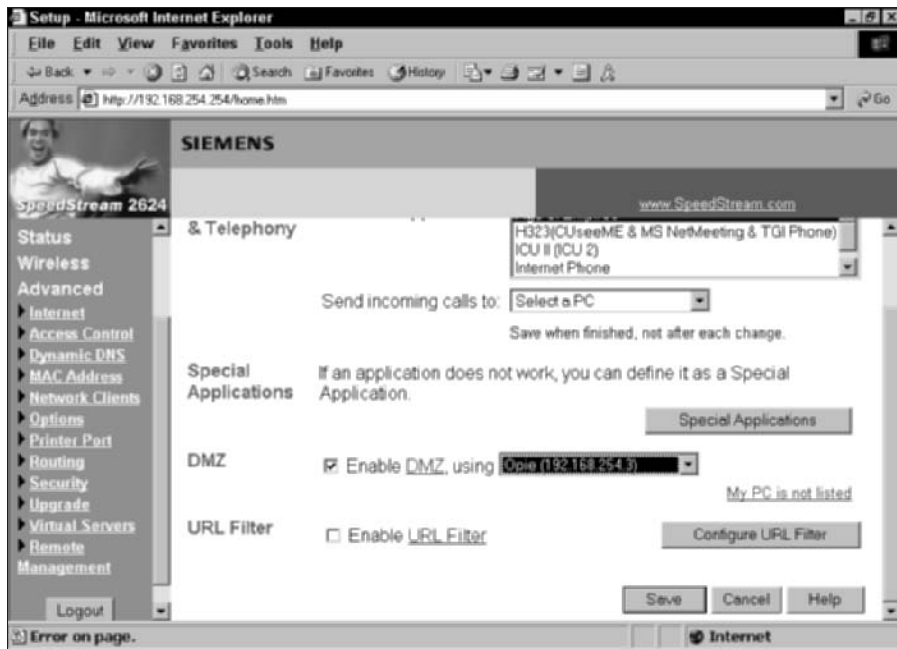 Setup - Microsoft Internet Explorer
File Edit View Favorites Tools Help
Back Search Favorites History
Address http://192.168.254.254/home.htm Go
SIEMENS
SpeedStream 2624
www.SpeedStream.com
Status
Wireless
Advanced
Internet
Access Control
Dynamic DNS
MAC Address
Network Clients
Options
Printer Port
Routing
Security
Upgrade
Virtual Servers
Remote
Management
Logout
& Telephony
H323(CUseeME & MS NetMeeting & TGI Phone)
ICU II (ICU 2)
Internet Phone
Send incoming calls to: Select a PC
Save when finished, not after each change.
Special
Applications
If an application does not work, you can define it as a Special
Application.
Special Applications
DMZ
Enable DMZ, using Opie (192.168.254.3)
My PC is not listed
URL Filter
Enable URL Filter
Configure URL Filter
Save Cancel Help
Error on page. Internet